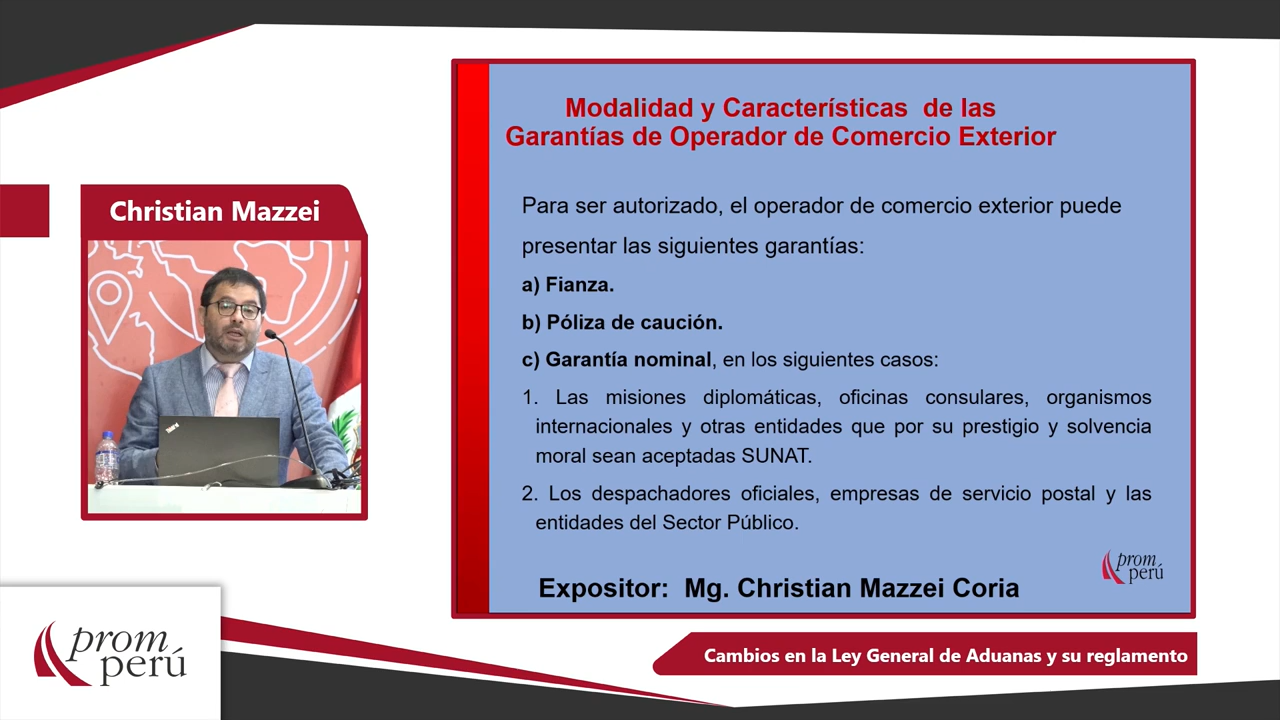 Christian Mazzei
Modalidad y Características de las
Garantías de Operador de Comercio Exterior
Para ser autorizado, el operador de comercio exterior puede
presentar las siguientes garantías:
a) Fianza.
b) Póliza de caución.
c) Garantía nominal, en los siguientes casos:
1. Las misiones diplomáticas, oficinas consulares, organismos
internacionales y otras entidades que por su prestigio y solvencia
moral sean aceptadas SUNAT.
2. Los despachadores oficiales, empresas de servicio postal y las
entidades del Sector Público.
prom
perú
Expositor: Mg. Christian Mazzei Coria
prom
perú
Cambios en la Ley General de Aduanas y su reglamento